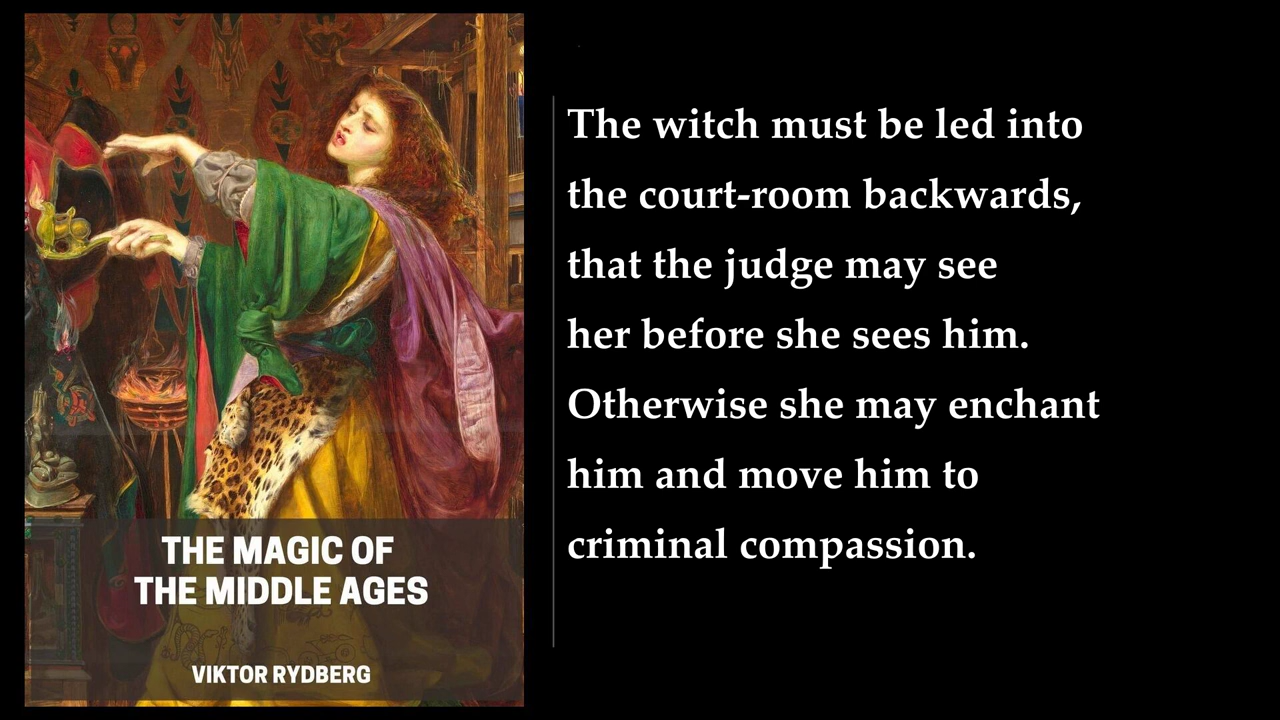 THE MAGIC OF
THE MIDDLE AGES
VIKTOR RYDBERG
The witch must be led into
the court-room backwards,
that the judge may see
her before she sees him.
Otherwise she may enchant
him and move him to
criminal compassion.